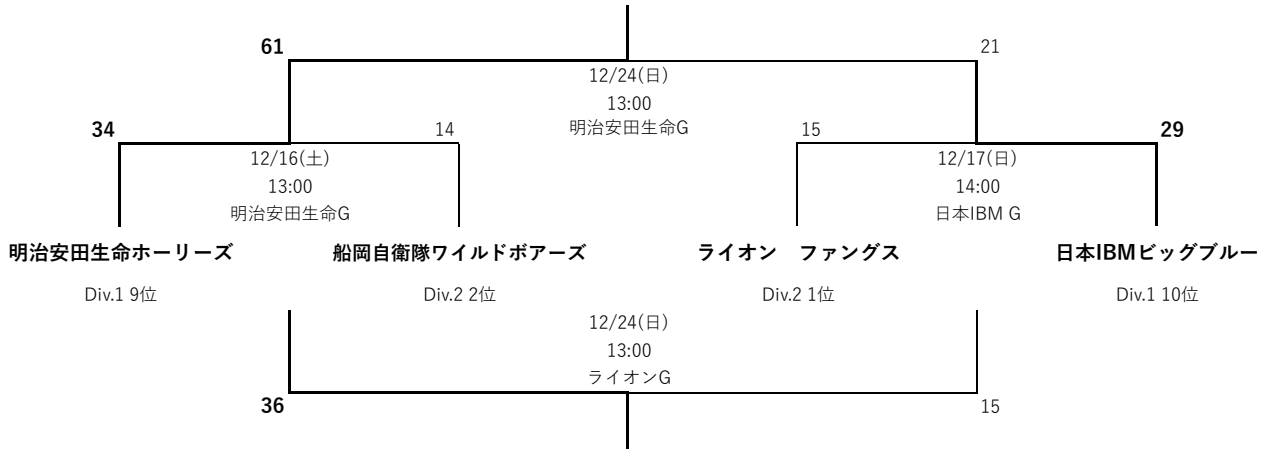 61
21
12/24(日)
13:00
明治安田生命G
34
14
15
29
12/16(土)
13:00
明治安田生命G
12/17(日)
14:00
日本IBM G
明治安田生命ホーリーズ
船岡自衛隊ワイルドボアーズ
ライオン　ファングス
日本IBMビッグブルー
Div.1 9位
Div.2 2位
Div.2 1位
Div.1 10位
12/24(日)
13:00
ライオンG
36
15